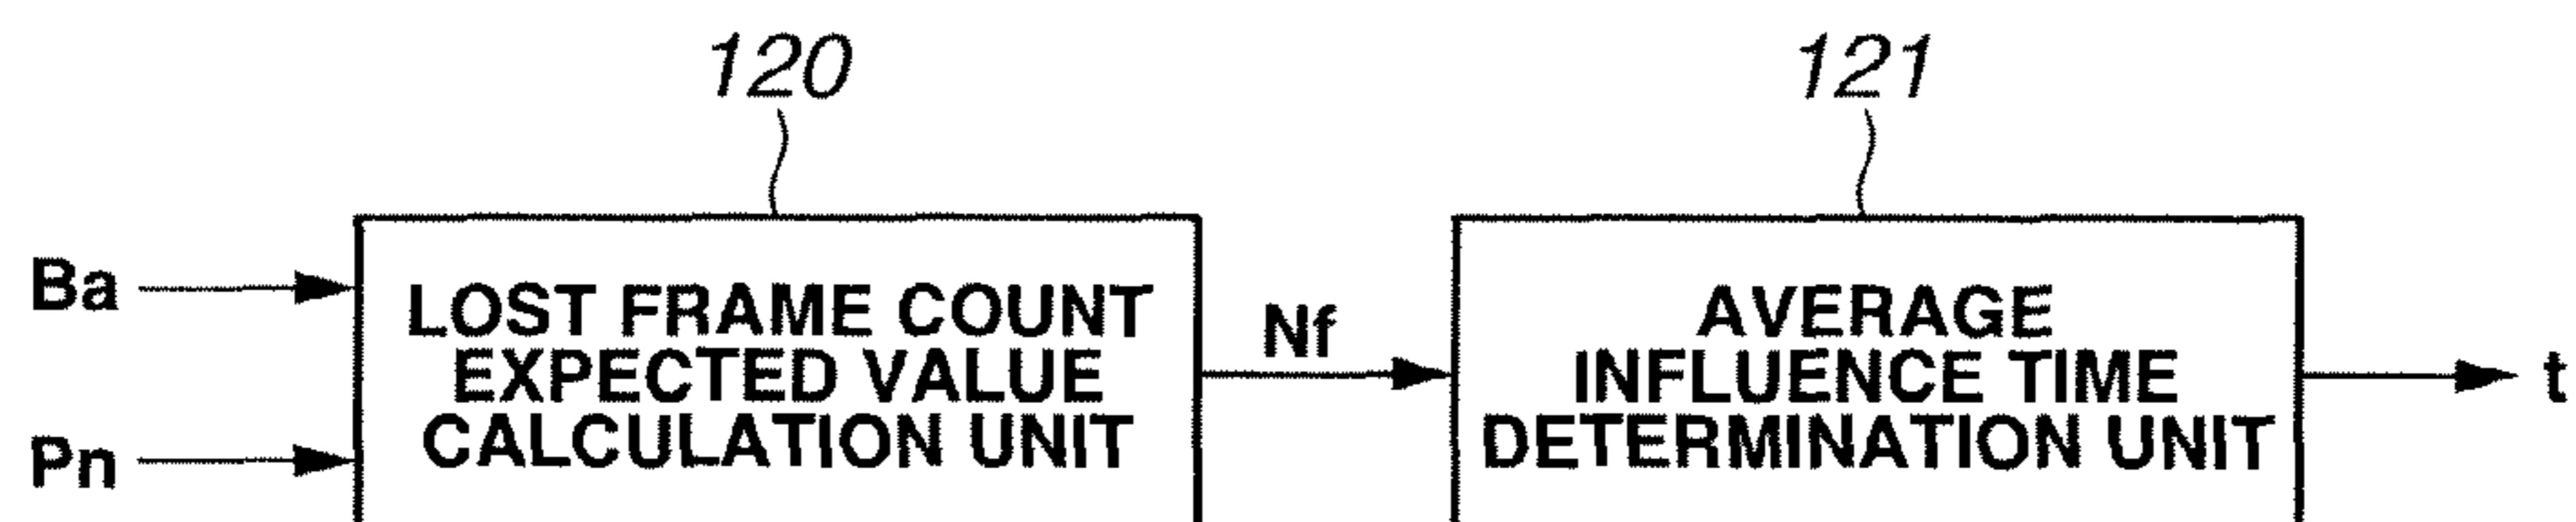 120
121
Ba
Pn
LOST FRAME COUNT
EXPECTED VALUE
CALCULATION UNIT
Nf
AVERAGE
INFLUENCE TIME
DETERMINATION UNIT
t